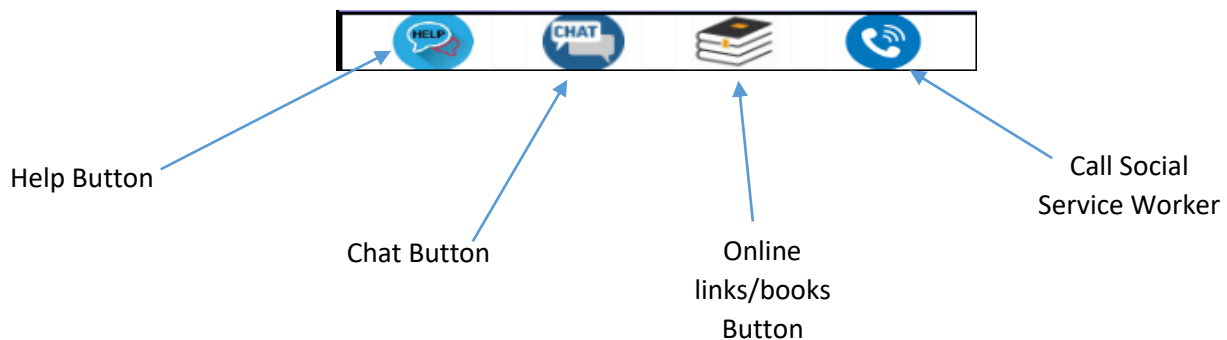 HELP
CHAT
Help Button
Chat Button
Online
links/books
Button
Call Social
Service Worker